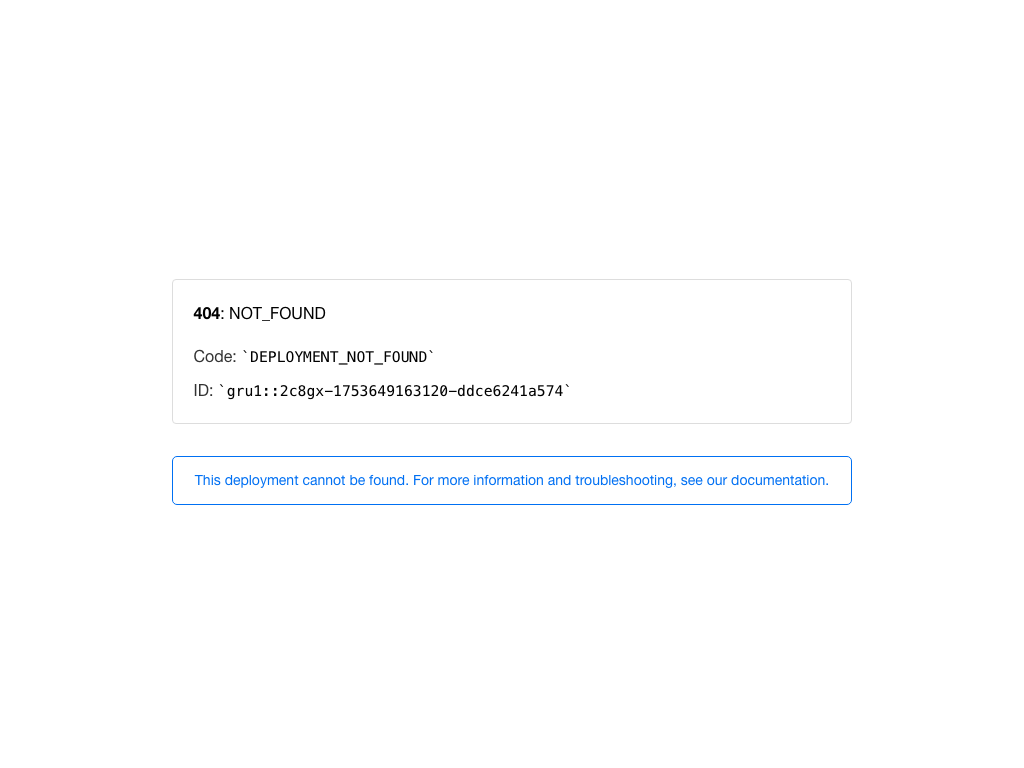 404: NOT_FOUND
Code: `DEPLOYMENT_NOT_FOUND`
ID: `gru1::2c8gx-1753649163120-ddce6241a574`
This deployment cannot be found. For more information and troubleshooting, see our documentation.